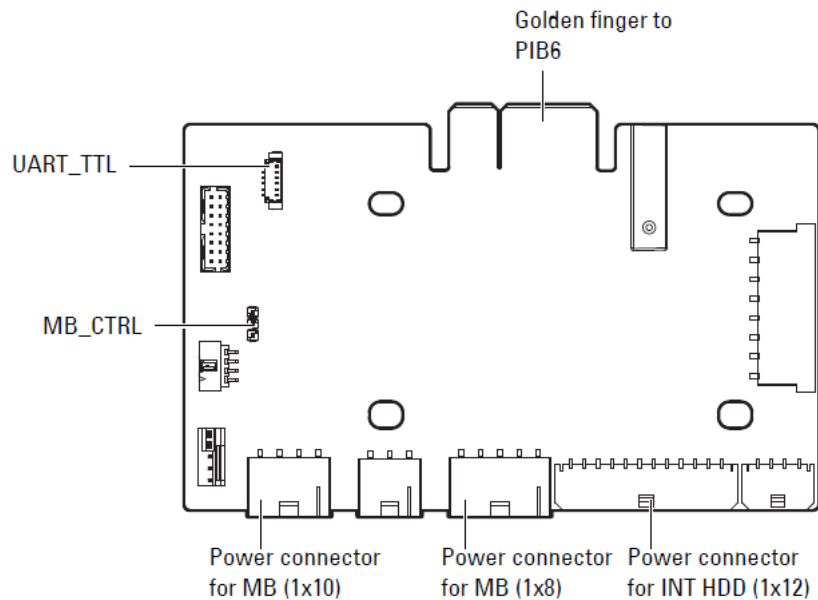 Golden finger to
PIB6
UART_TTL
MB_CTRL
Power connector
for MB (1x10)
Power connector
for MB (1x8)
Power connector
for INT HDD (1x12)